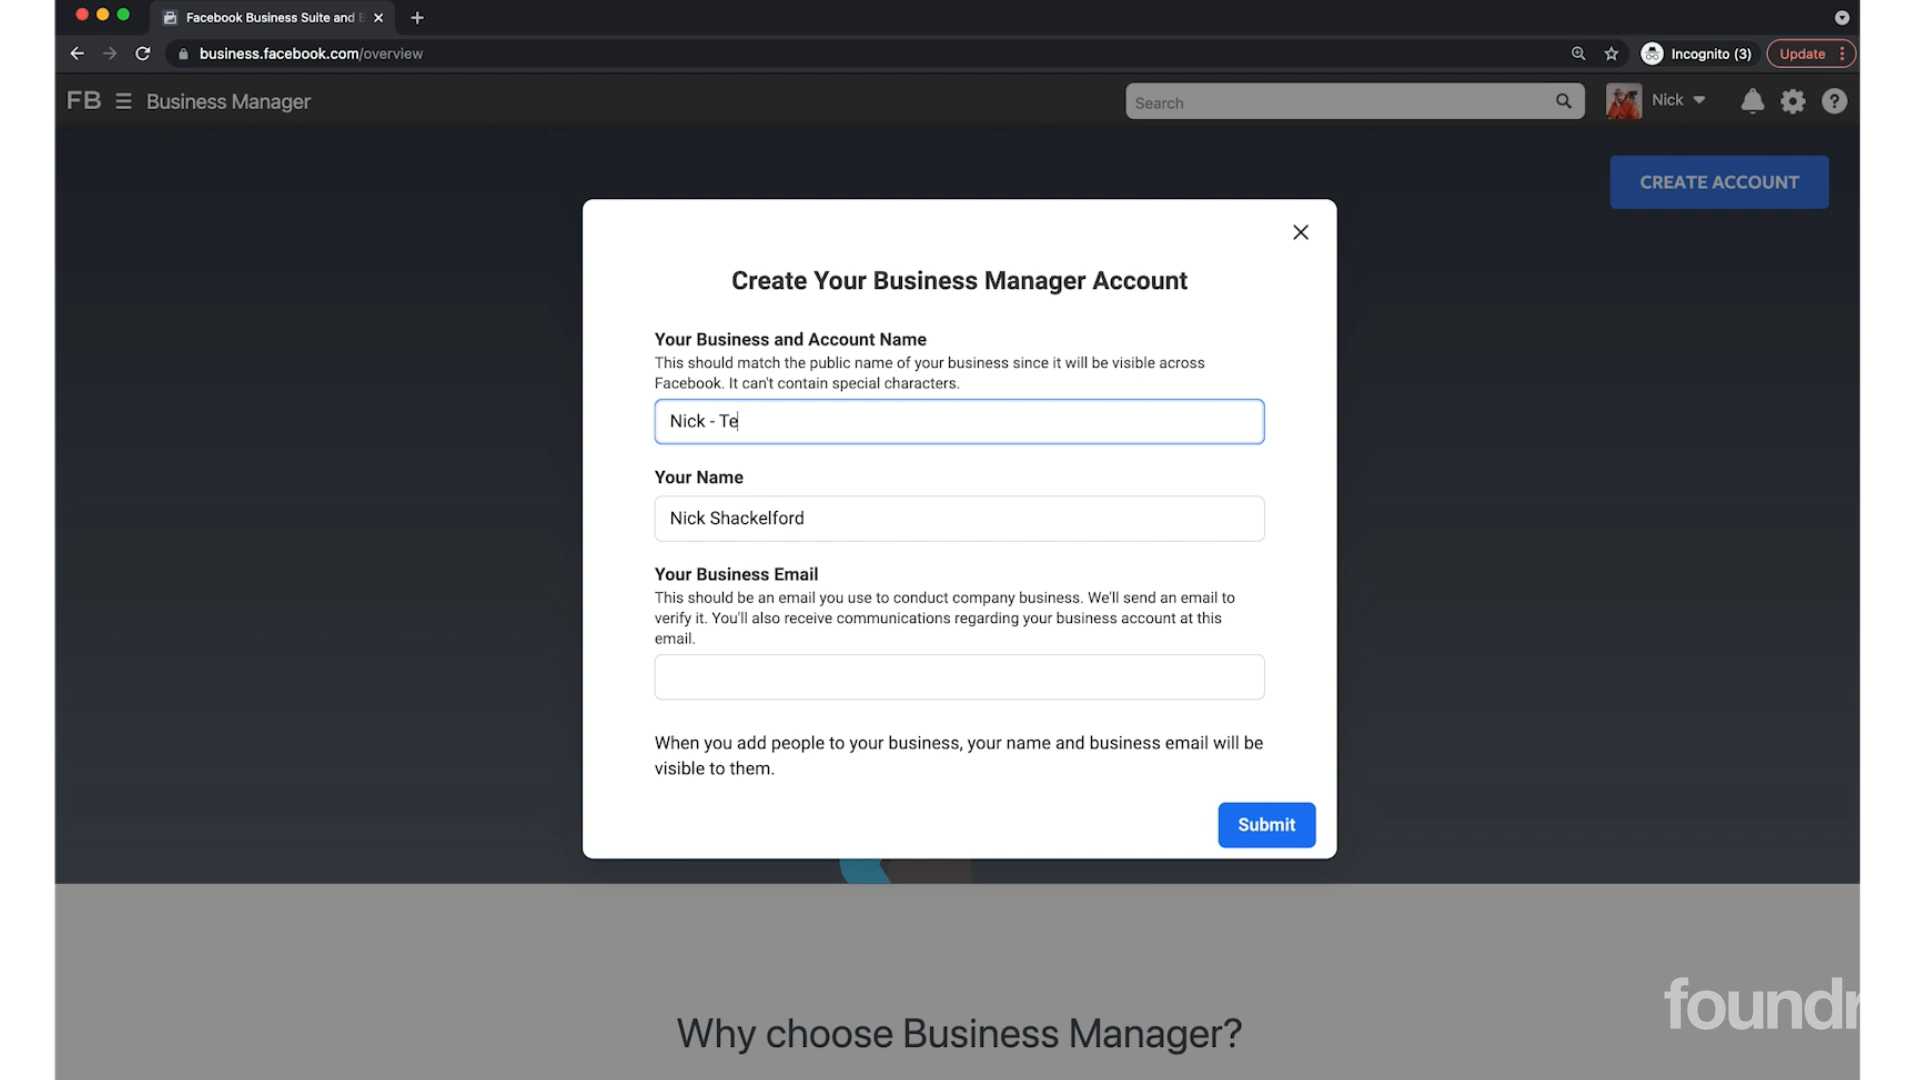 Facebook Business Suite and B
business.facebook.com/overview
Incognito (3)
Update
FB
Business Manager
Search
Nick
CREATE ACCOUNT
Create Your Business Manager Account
Your Business and Account Name
This should match the public name of your business since it will be visible across
Facebook. It can't contain special characters.
Nick - Te
Your Name
Nick Shackelford
Your Business Email
This should be an email you use to conduct company business. We'll send an email to
verify it. You'll also receive communications regarding your business account at this
email.
When you add people to your business, your name and business email will be
visible to them.
Submit
foundr
Why choose Business Manager?